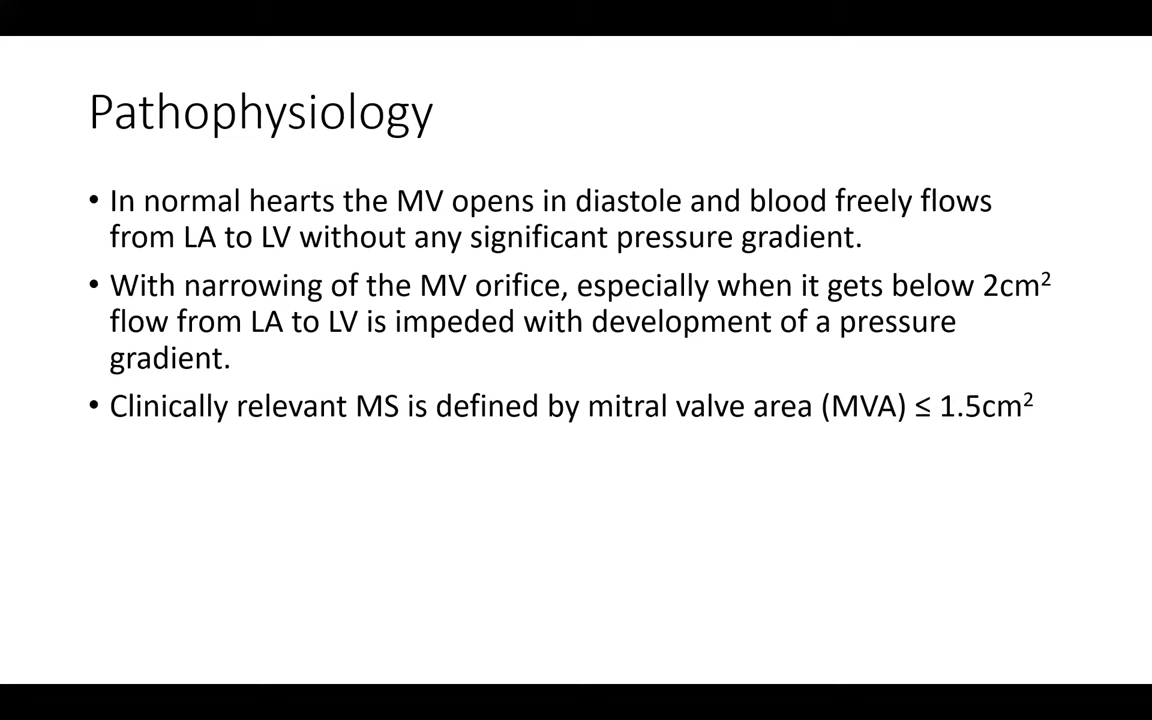 Pathophysiology
• In normal hearts the MV opens in diastole and blood freely flows
from LA to LV without any significant pressure gradient.
• With narrowing of the MV orifice, especially when it gets below 2cm²
flow from LA to LV is impeded with development of a pressure
gradient.
• Clinically relevant MS is defined by mitral valve area (MVA) ≤ 1.5cm²